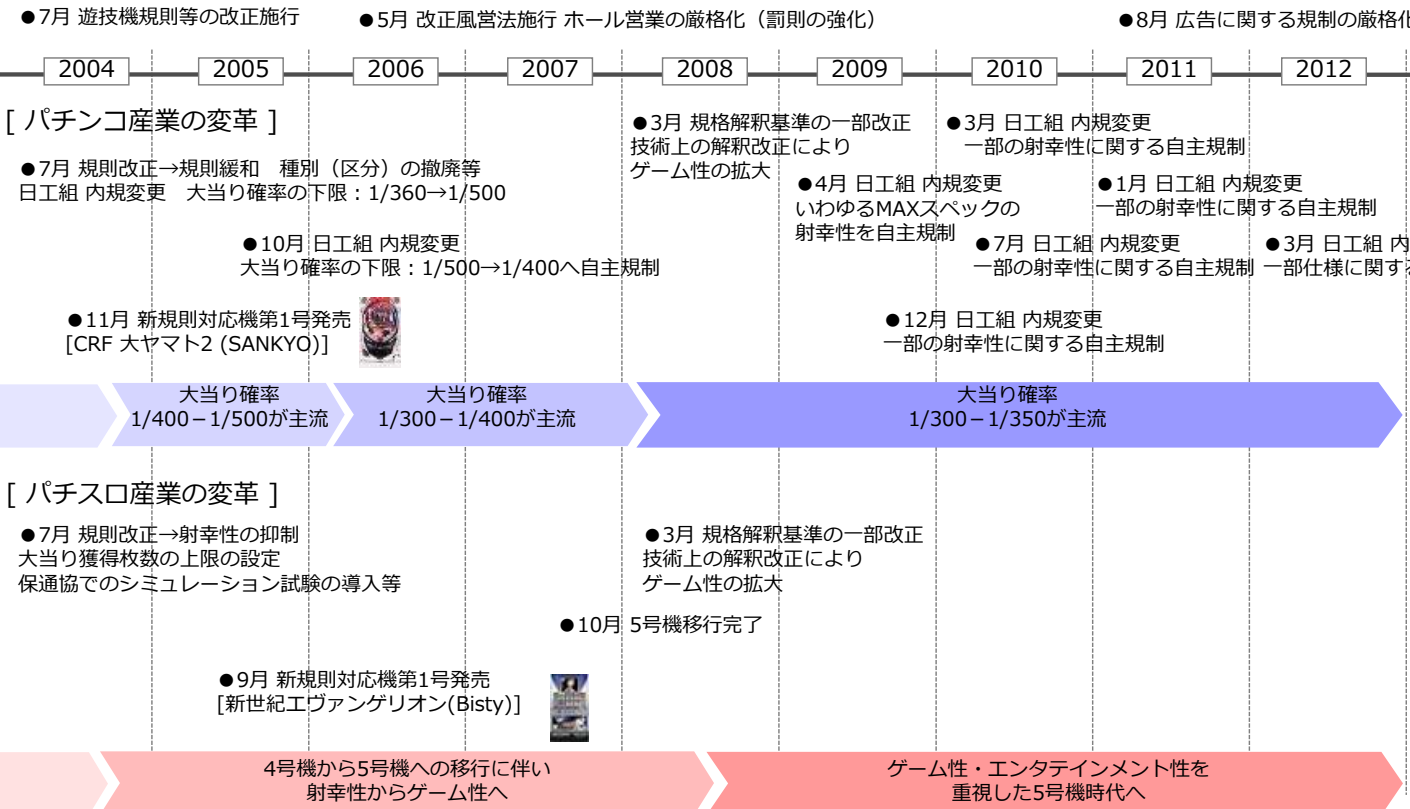 ●7月 遊技機規則等の改正施行
●5月 改正風営法施行 ホール営業の厳格化（罰則の強化）
●8月 広告に関する規制の厳格化
2004
2005
2006
2007
2008
2009
2010
2011
2012
[ パチンコ産業の変革 ]
●7月 規則改正→規則緩和　種別（区分）の撤廃等
日工組 内規変更　大当り確率の下限：1/360→1/500
●10月 日工組 内規変更
大当り確率の下限：1/500→1/400へ自主規制
●11月 新規則対応機第1号発売
[CRF 大ヤマト2 (SANKYO)]
●3月 規格解釈基準の一部改正
技術上の解釈改正により
ゲーム性の拡大
●4月 日工組 内規変更
いわゆるMAXスペックの
射幸性を自主規制
●12月 日工組 内規変更
一部の射幸性に関する自主規制
●3月 日工組 内規変更
一部の射幸性に関する自主規制
●7月 日工組 内規変更
一部の射幸性に関する自主規制
●1月 日工組 内規変更
一部の射幸性に関する自主規制
●3月 日工組 内
一部仕様に関する
大当り確率
1/400－1/500が主流
大当り確率
1/300－1/400が主流
大当り確率
1/300－1/350が主流
[ パチスロ産業の変革 ]
●7月 規則改正→射幸性の抑制
大当り獲得枚数の上限の設定
保通協でのシミュレーション試験の導入等
●3月 規格解釈基準の一部改正
技術上の解釈改正により
ゲーム性の拡大
●10月 5号機移行完了
●9月 新規則対応機第1号発売
[新世紀エヴァンゲリオン(Bisty)]
4号機から5号機への移行に伴い
射幸性からゲーム性へ
ゲーム性・エンタテインメント性を
重視した5号機時代へ